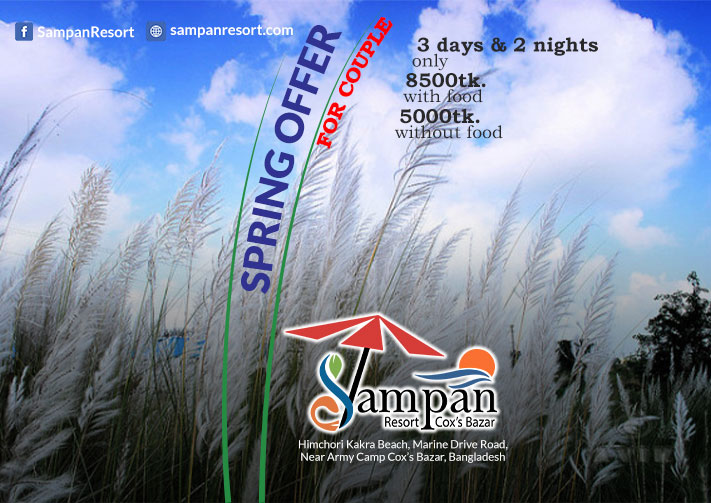 SampanResort
sampanresort.com
SPRING OFFER
FOR COUPLE
3 days & 2 nights
only
8500tk.
with food
5000tk.
without food
Sampan
Resort Cox's Bazar
Himchori Kakra Beach, Marine Drive Road,
Near Army Camp Cox's Bazar, Bangladesh